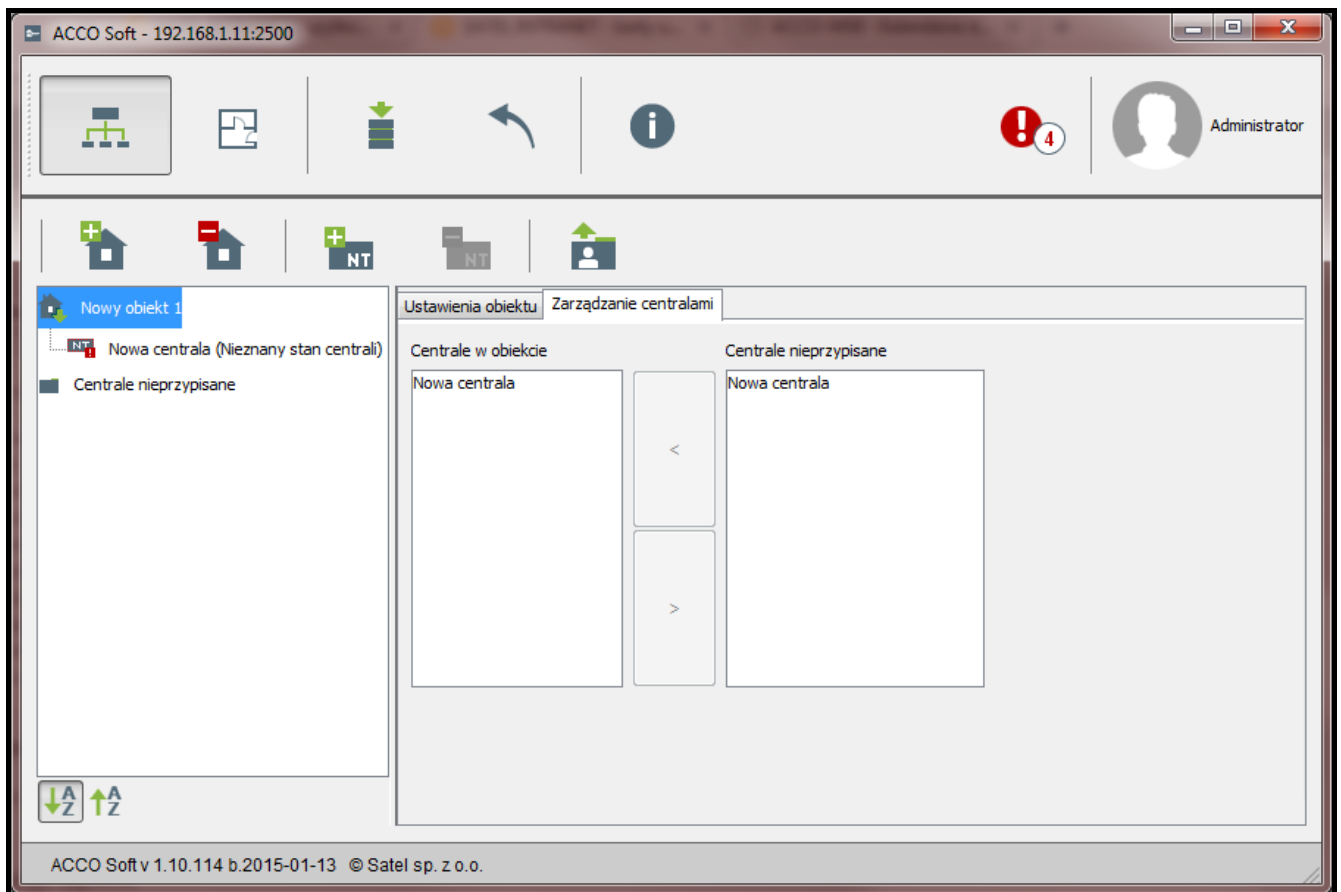 ACCO Soft - 192.168.1.11:2500
4
Administrator
NT
NT
Nowy obiekt 1
NT
Nowa centrala (Nieznany stan centrali)
Centrale nieprzypisane
Ustawienia obiektu
Zarządzanie centralami
Centrale w obiekcie
Centrale nieprzypisane
Nowa centrala
Nowa centrala
<
>
A
Z
A
Z
ACCO Soft v 1.10.114 b.2015-01-13 © Satel sp. z o.o.